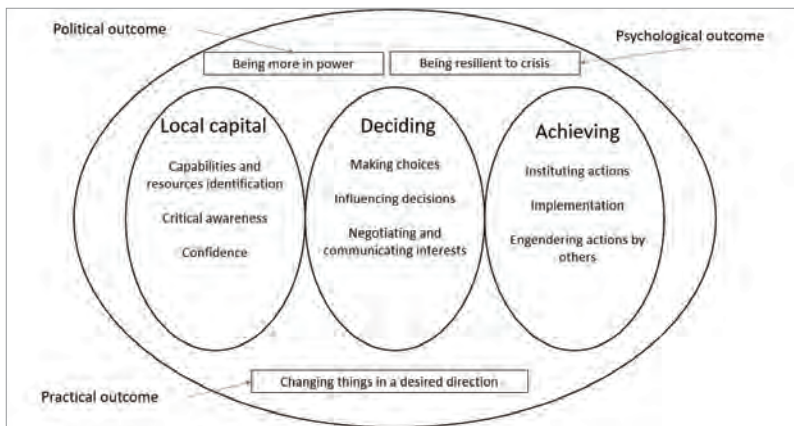 Political outcome
Psychological outcome
Being more in power
Being resilient to crisis
Local capital
Capabilities and
resources identification
Critical awareness
Confidence
Deciding
Making choices
Influencing decisions
Negotiating and
communicating interests
Achieving
Instituting actions
Implementation
Engendering actions by
others
Changing things in a desired direction
Practical outcome